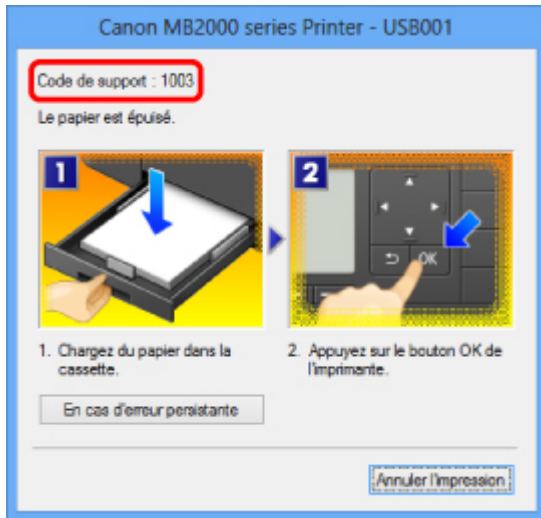 Canon MB2000 series Printer - USB001
Code de support : 1003
Le papier est épuisé.
1
2
OK
1. Chargez du papier dans la
cassette.
2. Appuyez sur le bouton OK de
l'imprimante.
En cas d'erreur persistante
Annuler l'impression